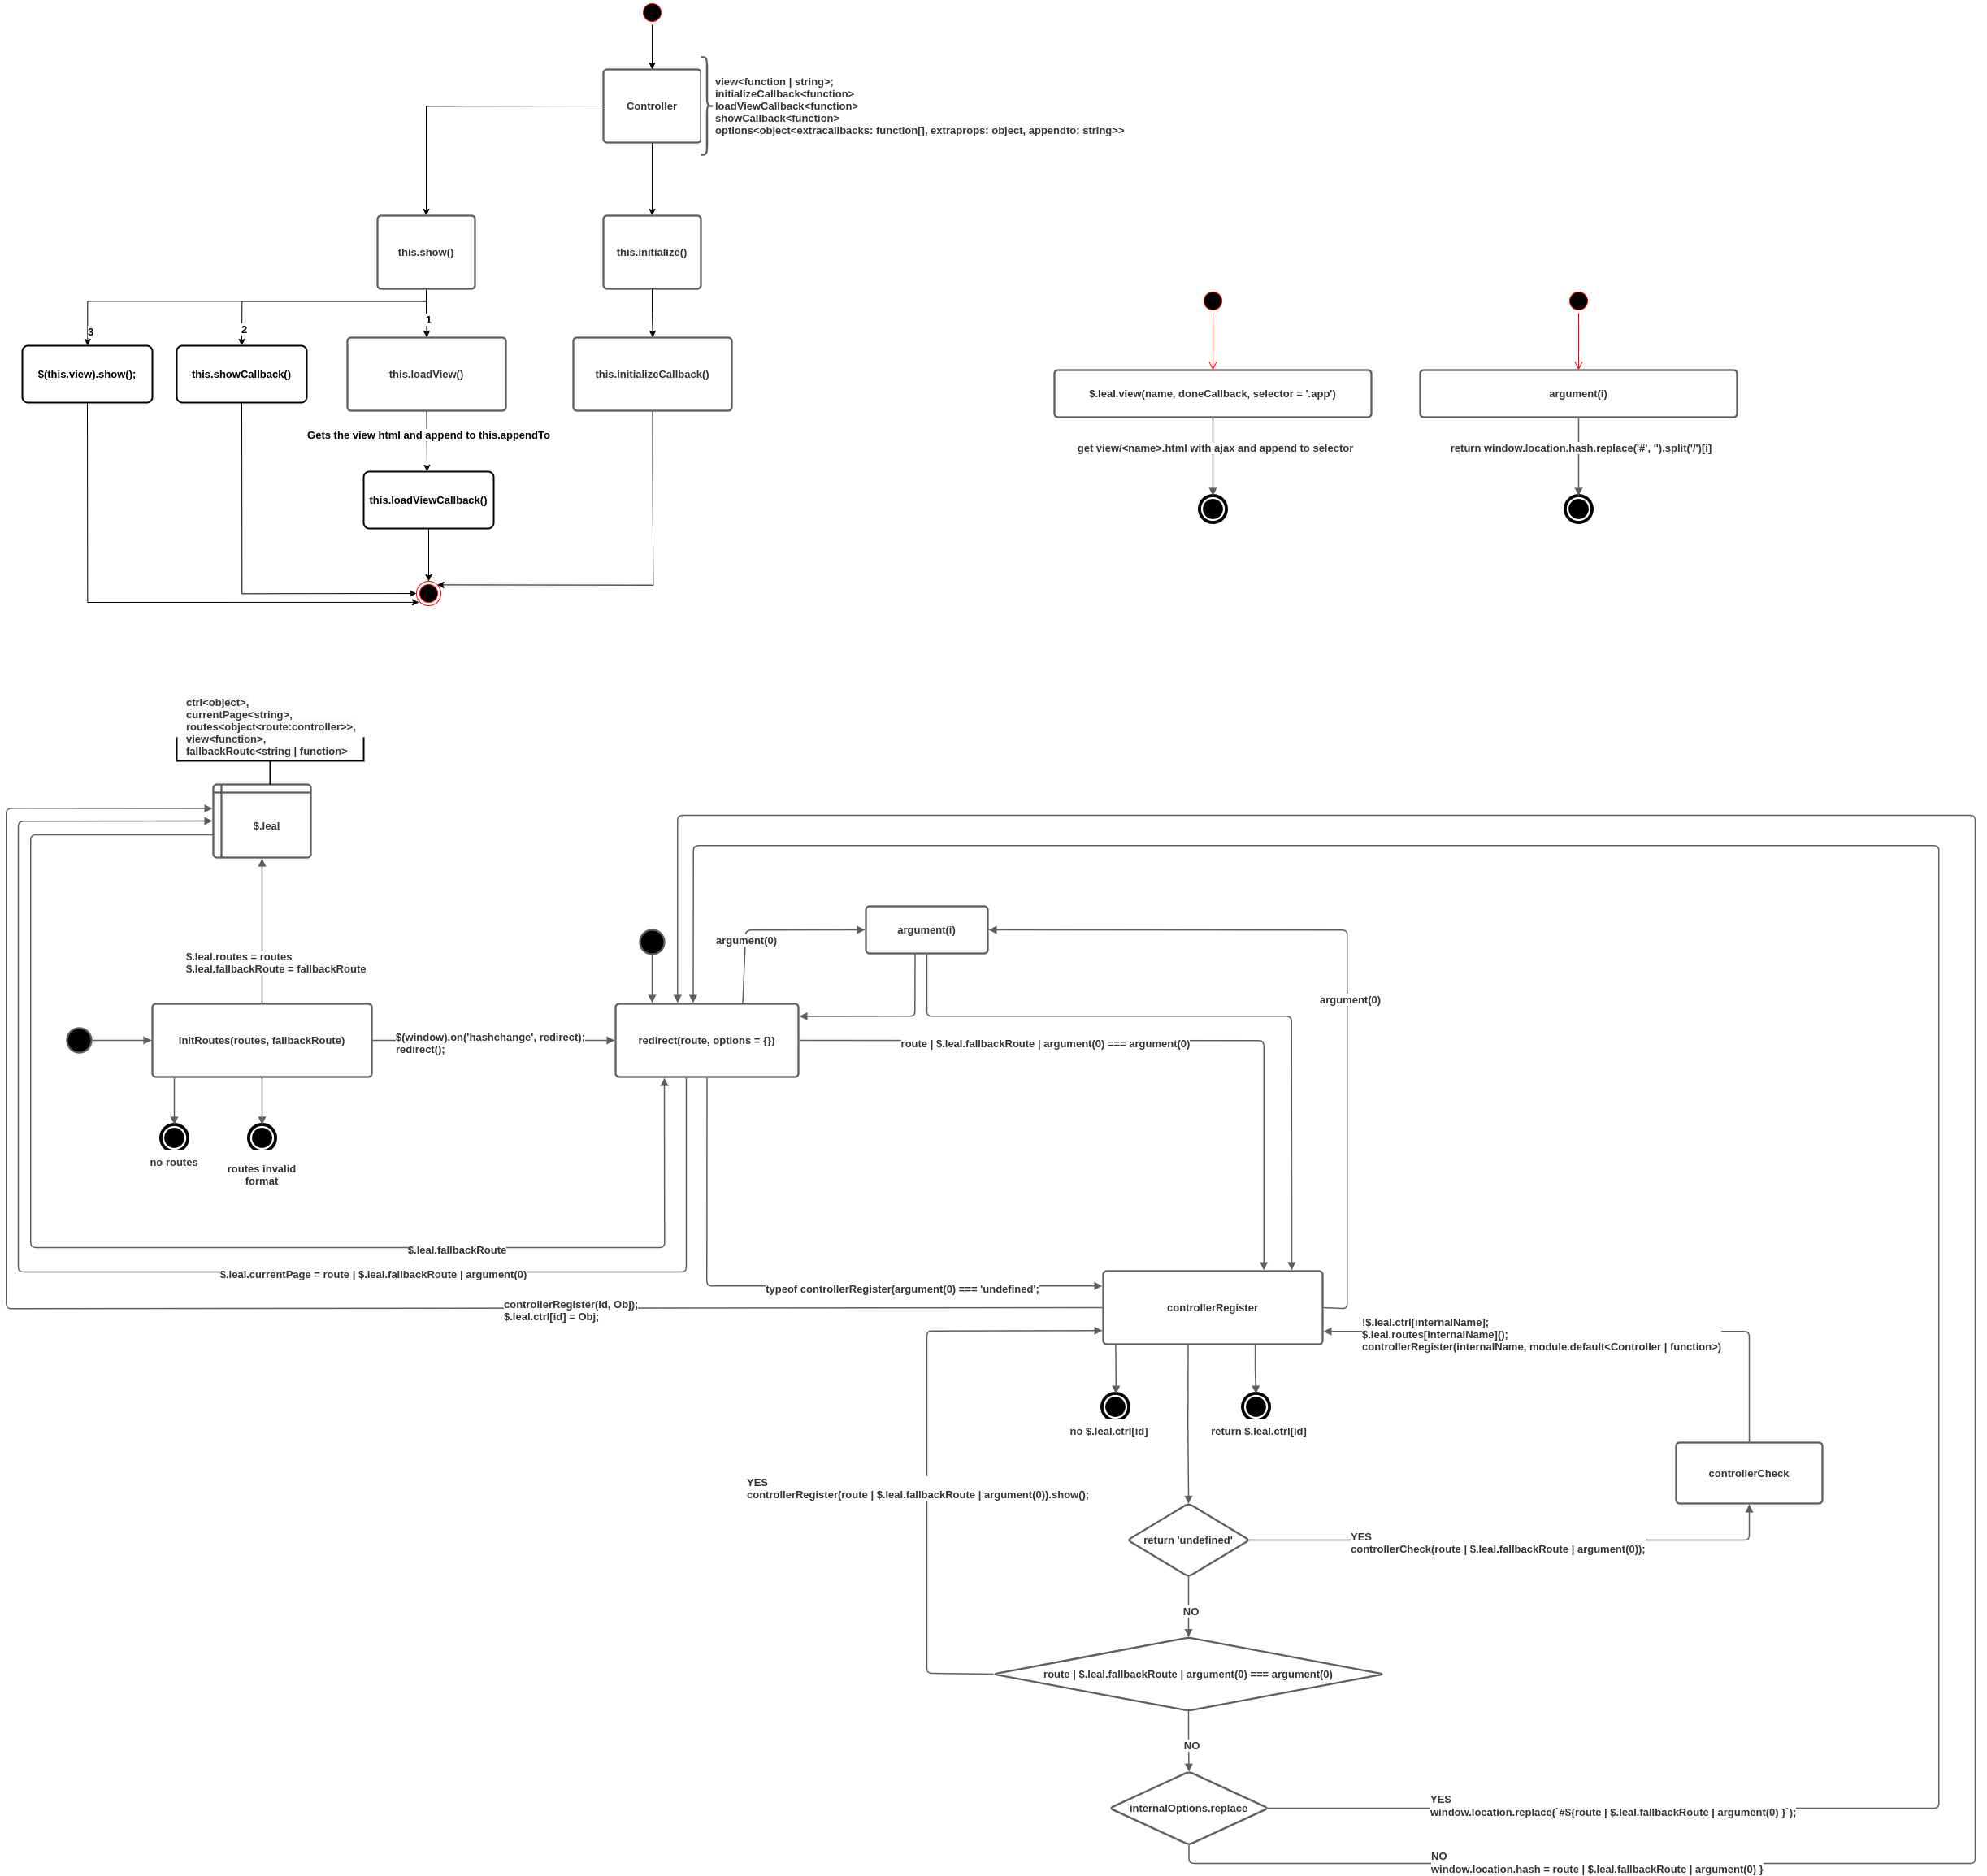 Controller
view<function | string>;
initializeCallback<function>
loadViewCallback<function>
showCallback<function>
options<object<extracallbacks: function[], extraprops: object, appendto: string>>
this.show()
this.initialize()
3
2
1
$(this.view).show();
this.showCallback()
this.loadView()
this.initializeCallback()
Gets the view html and append to this.appendTo
this.loadViewCallback()
$.leal.view(name, doneCallback, selector = '.app')
get view/<name>.html with ajax and append to selector
argument(i)
return window.location.hash.replace('#', '').split('/')[i]
ctrl<object>,
currentPage<string>,
routes<object<route:controller>>,
view<function>,
fallbackRoute<string | function>
$.leal
$.leal.routes = routes
$.leal.fallbackRoute = fallbackRoute
initRoutes(routes, fallbackRoute)
$(window).on('hashchange', redirect);
redirect();
no routes
routes invalid
format
redirect(route, options = {})
argument(0)
argument(i)
argument(0)
route | $.leal.fallbackRoute | argument(0) === argument(0)
$.leal.fallbackRoute
$.leal.currentPage = route | $.leal.fallbackRoute | argument(0)
typeof controllerRegister(argument(0) === 'undefined';
controllerRegister(id, Obj);
$.leal.ctrl[id] = Obj;
controllerRegister
!$.leal.ctrl[internalName];
$.leal.routes[internalName]();
controllerRegister(internalName, module.default<Controller | function>)
no $.leal.ctrl[id]
return $.leal.ctrl[id]
controllerCheck
YES
controllerRegister(route | $.leal.fallbackRoute | argument(0)).show();
return 'undefined'
YES
controllerCheck(route | $.leal.fallbackRoute | argument(0));
NO
route | $.leal.fallbackRoute | argument(0) === argument(0)
NO
internalOptions.replace
YES
window.location.replace(`#${route | $.leal.fallbackRoute | argument(0) }`);
NO
window.location.hash = route | $.leal.fallbackRoute | argument(0) }